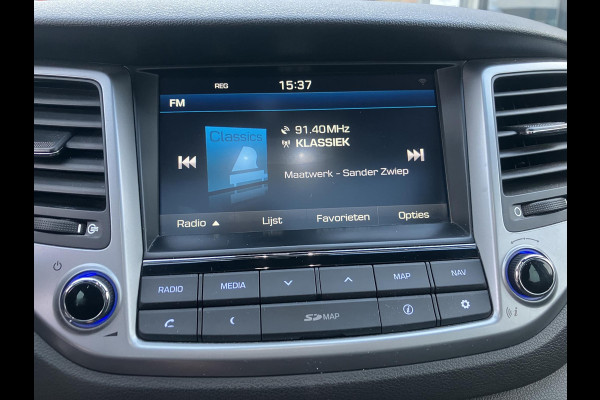 REG 15:37
FM
Classics
91.40MHz
KLASSIEK
Maatwerk - Sander Zwiep
Radio ▲ Lijst Favorieten Opties
RADIO MEDIA MAP NAV
SD MAP